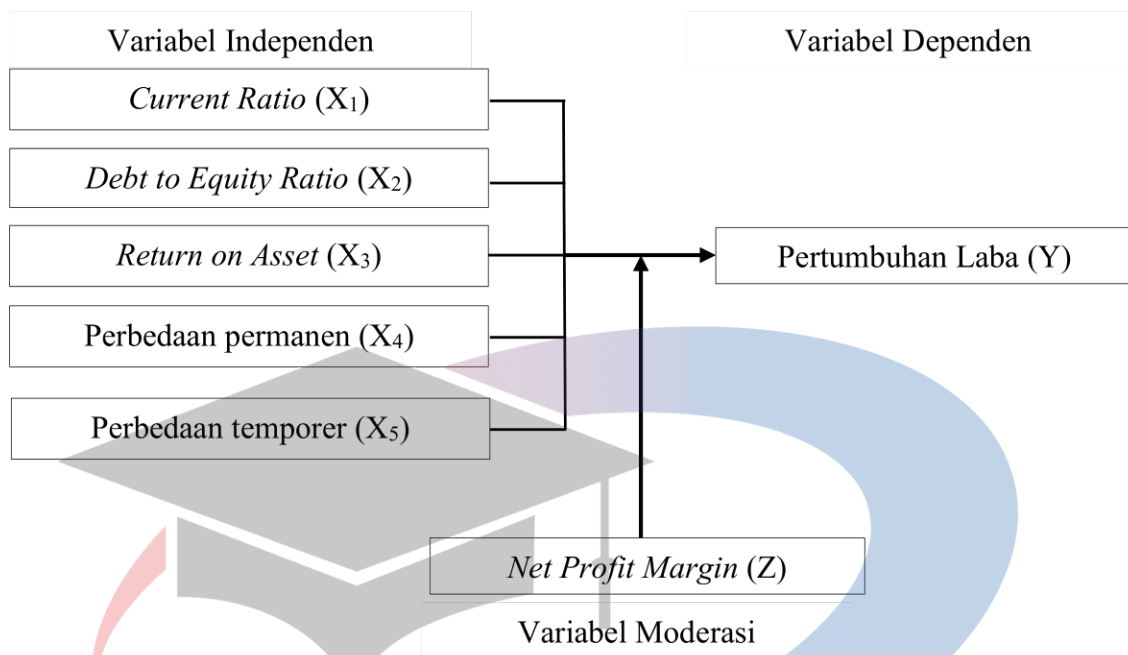 Variabel Independen
Variabel Dependen
Current Ratio (X₁)
Debt to Equity Ratio (X₂)
Return on Asset (X₃)
Pertumbuhan Laba (Y)
Perbedaan permanen (X₄)
Perbedaan temporer (X₅)
Net Profit Margin (Z)
Variabel Moderasi